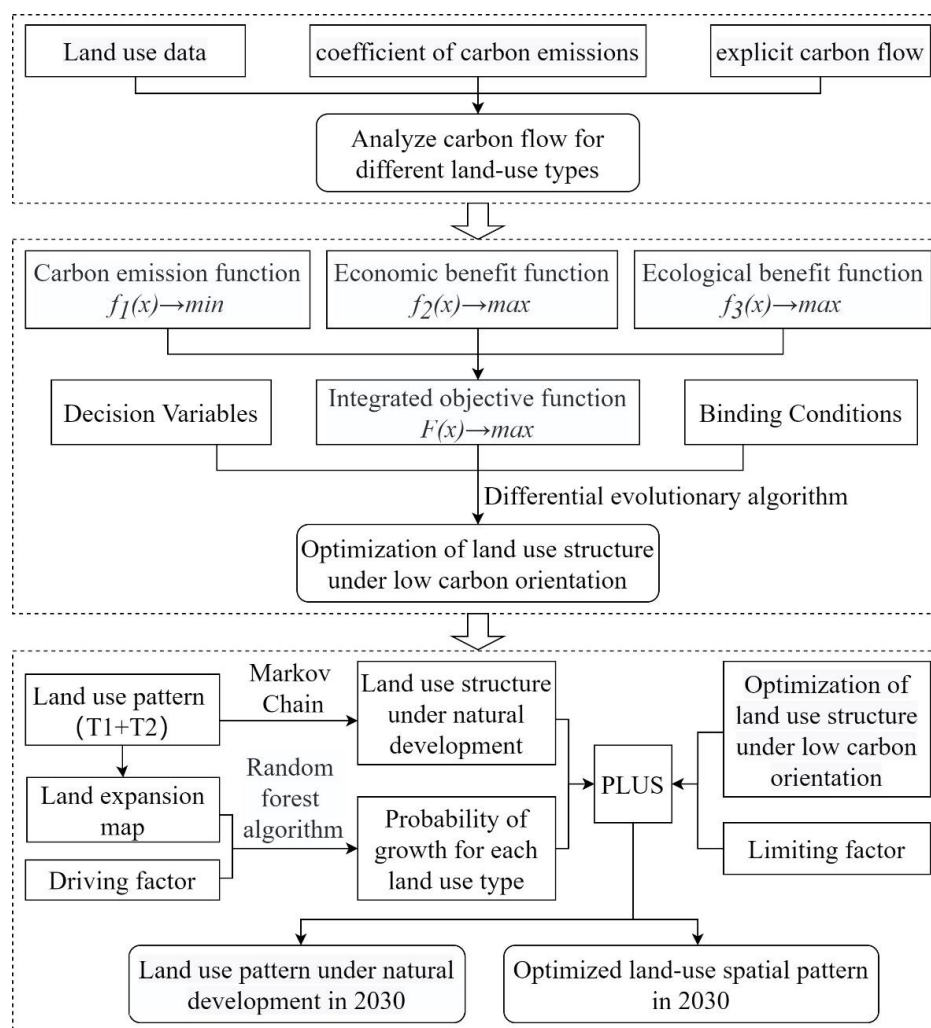 Land use data
coefficient of carbon emissions
explicit carbon flow
Analyze carbon flow for
different land-use types
Carbon emission function
f1(x)→min
Economic benefit function
f2(x)→max
Ecological benefit function
f3(x)→max
Decision Variables
Integrated objective function
F(x)→max
Binding Conditions
Differential evolutionary algorithm
Optimization of land use structure
under low carbon orientation
Land use pattern
(T1+T2)
Markov
Chain
Land use structure
under natural
development
Optimization of
land use structure
under low carbon
orientation
Land expansion
map
Random
forest
algorithm
PLUS
Driving factor
Probability of
growth for each
land use type
Limiting factor
Land use pattern under natural
development in 2030
Optimized land-use spatial pattern
in 2030